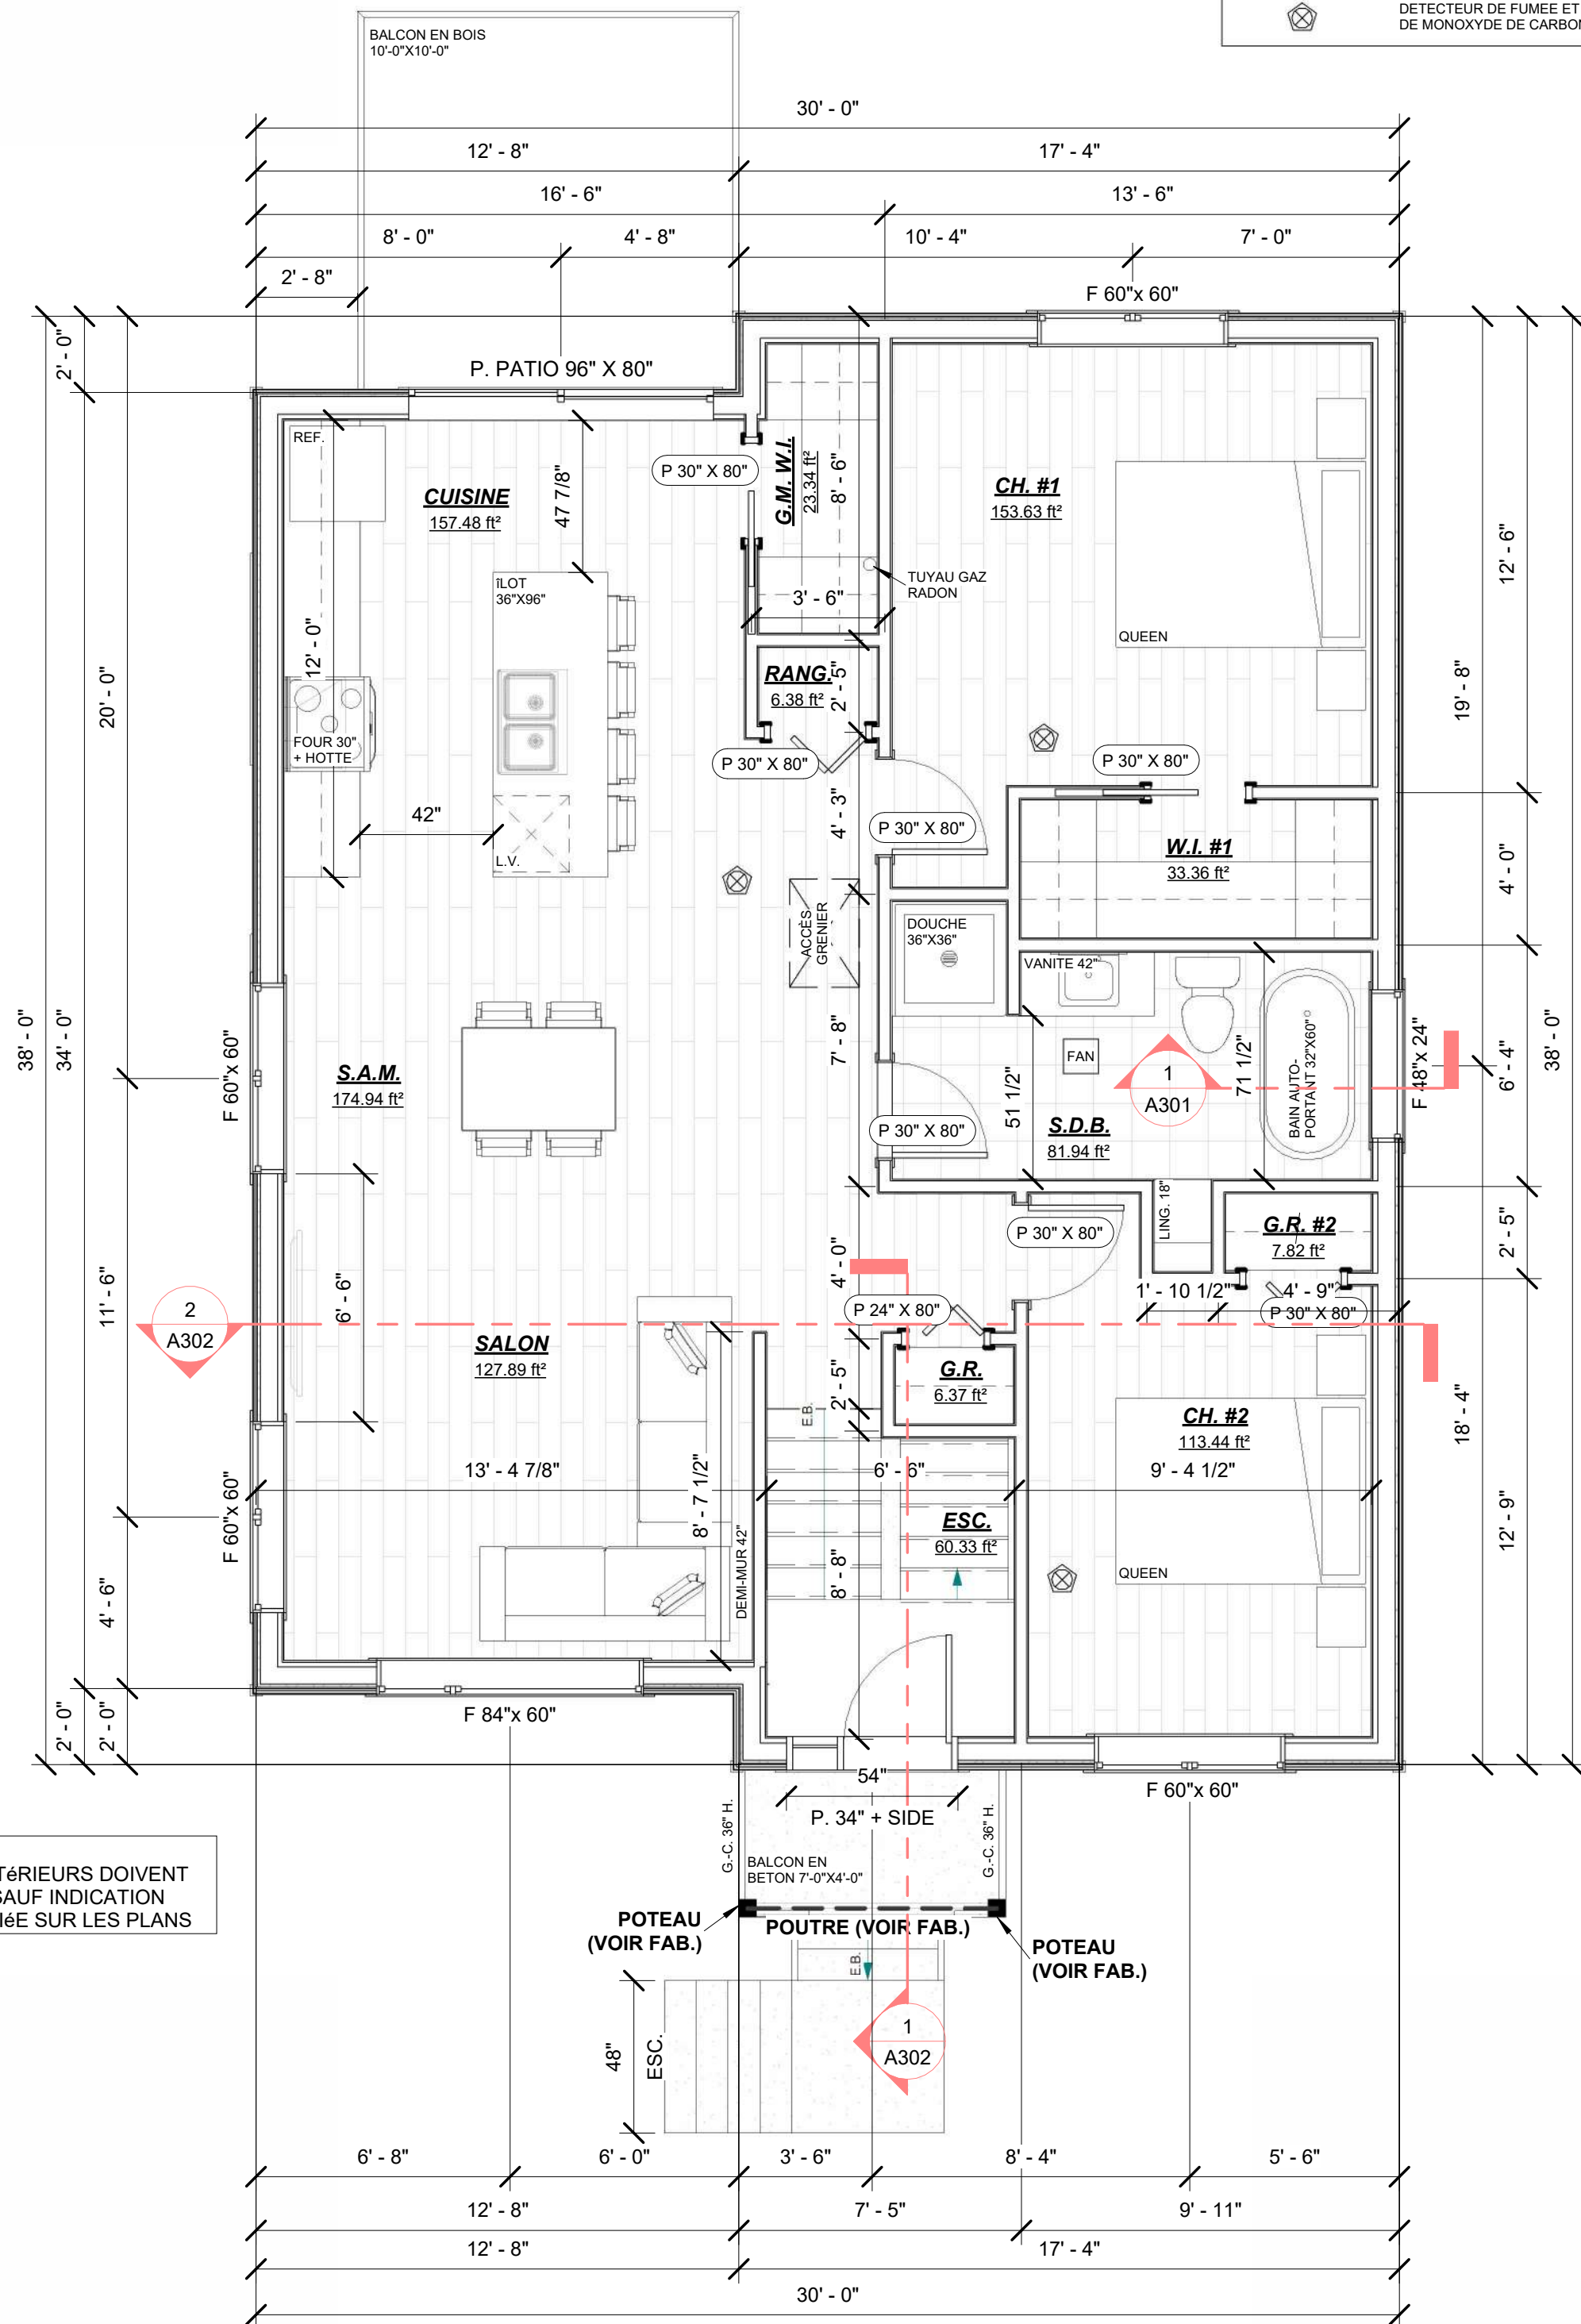 DETECTEUR DE FUMEE ET
BALCON EN BOIS
10'-0"X10'-0"
30' - 0"
12' - 8"
17' - 4"
16' - 6"
13' - 6"
8' - 0"
4' - 8"
10' - 4"
7' - 0"
2' - 8"
F 60"x 60"
2' - 0"
P. PATIO 96" X 80"
REF.
P 30" X 80"
CUISINE
157.48 ft²
47 7/8"
G.M. W.I.
23.34 ft²
8' - 6"
CH. #1
153.63 ft²
12' - 6"
ÎLOT
36"X96"
TUYAU GAZ
RADON
3' - 6"
QUEEN
12' - 0"
20' - 0"
RANG.
6.38 ft²
2' - 5"
19' - 8"
FOUR 30"
+ HOTTE
P 30" X 80"
P 30" X 80"
42"
4' - 3"
P 30" X 80"
L.V.
W.I. #1
33.36 ft²
4' - 0"
ACCÈS
GRENIER
DOUCHE
36"X36"
VANITE 42"
38' - 0"
34' - 0"
F 60"x 60"
S.A.M.
174.94 ft²
7' - 8"
FAN
51 1/2"
1
A301
71 1/2"
BAIN AUTO-
PORTANT 32"X60"
F 48"x 24"
6' - 4"
38' - 0"
P 30" X 80"
S.D.B.
81.94 ft²
LING. 18"
P 30" X 80"
G.R. #2
7.82 ft²
2' - 5"
4' - 0"
1' - 10 1/2"
4' - 9"
P 30" X 80"
11' - 6"
6' - 6"
2
A302
P 24" X 80"
SALON
127.89 ft²
G.R.
6.37 ft²
2' - 5"
E.B.
CH. #2
113.44 ft²
18' - 4"
13' - 4 7/8"
6' - 6"
9' - 4 1/2"
8' - 7 1/2"
F 60"x 60"
ESC.
60.33 ft²
12' - 9"
DEMI-MUR 42"
8' - 8"
QUEEN
4' - 6"
2' - 0"
2' - 0"
F 84"x 60"
54"
P. 34" + SIDE
F 60"x 60"
G.-C. 36" H.
G.-C. 36" H.
BALCON EN
BETON 7'-0"X4'-0"
TéRIEURS DOIVENT
SAUF INDICATION
IéE SUR LES PLANS
POTEAU
(VOIR FAB.)
POUTRE (VOIR FAB.)
POTEAU
(VOIR FAB.)
E.B.
48"
ESC.
1
A302
6' - 8"
6' - 0"
3' - 6"
8' - 4"
5' - 6"
12' - 8"
7' - 5"
9' - 11"
12' - 8"
17' - 4"
30' - 0"
DE MONOXYDE DE CARBON